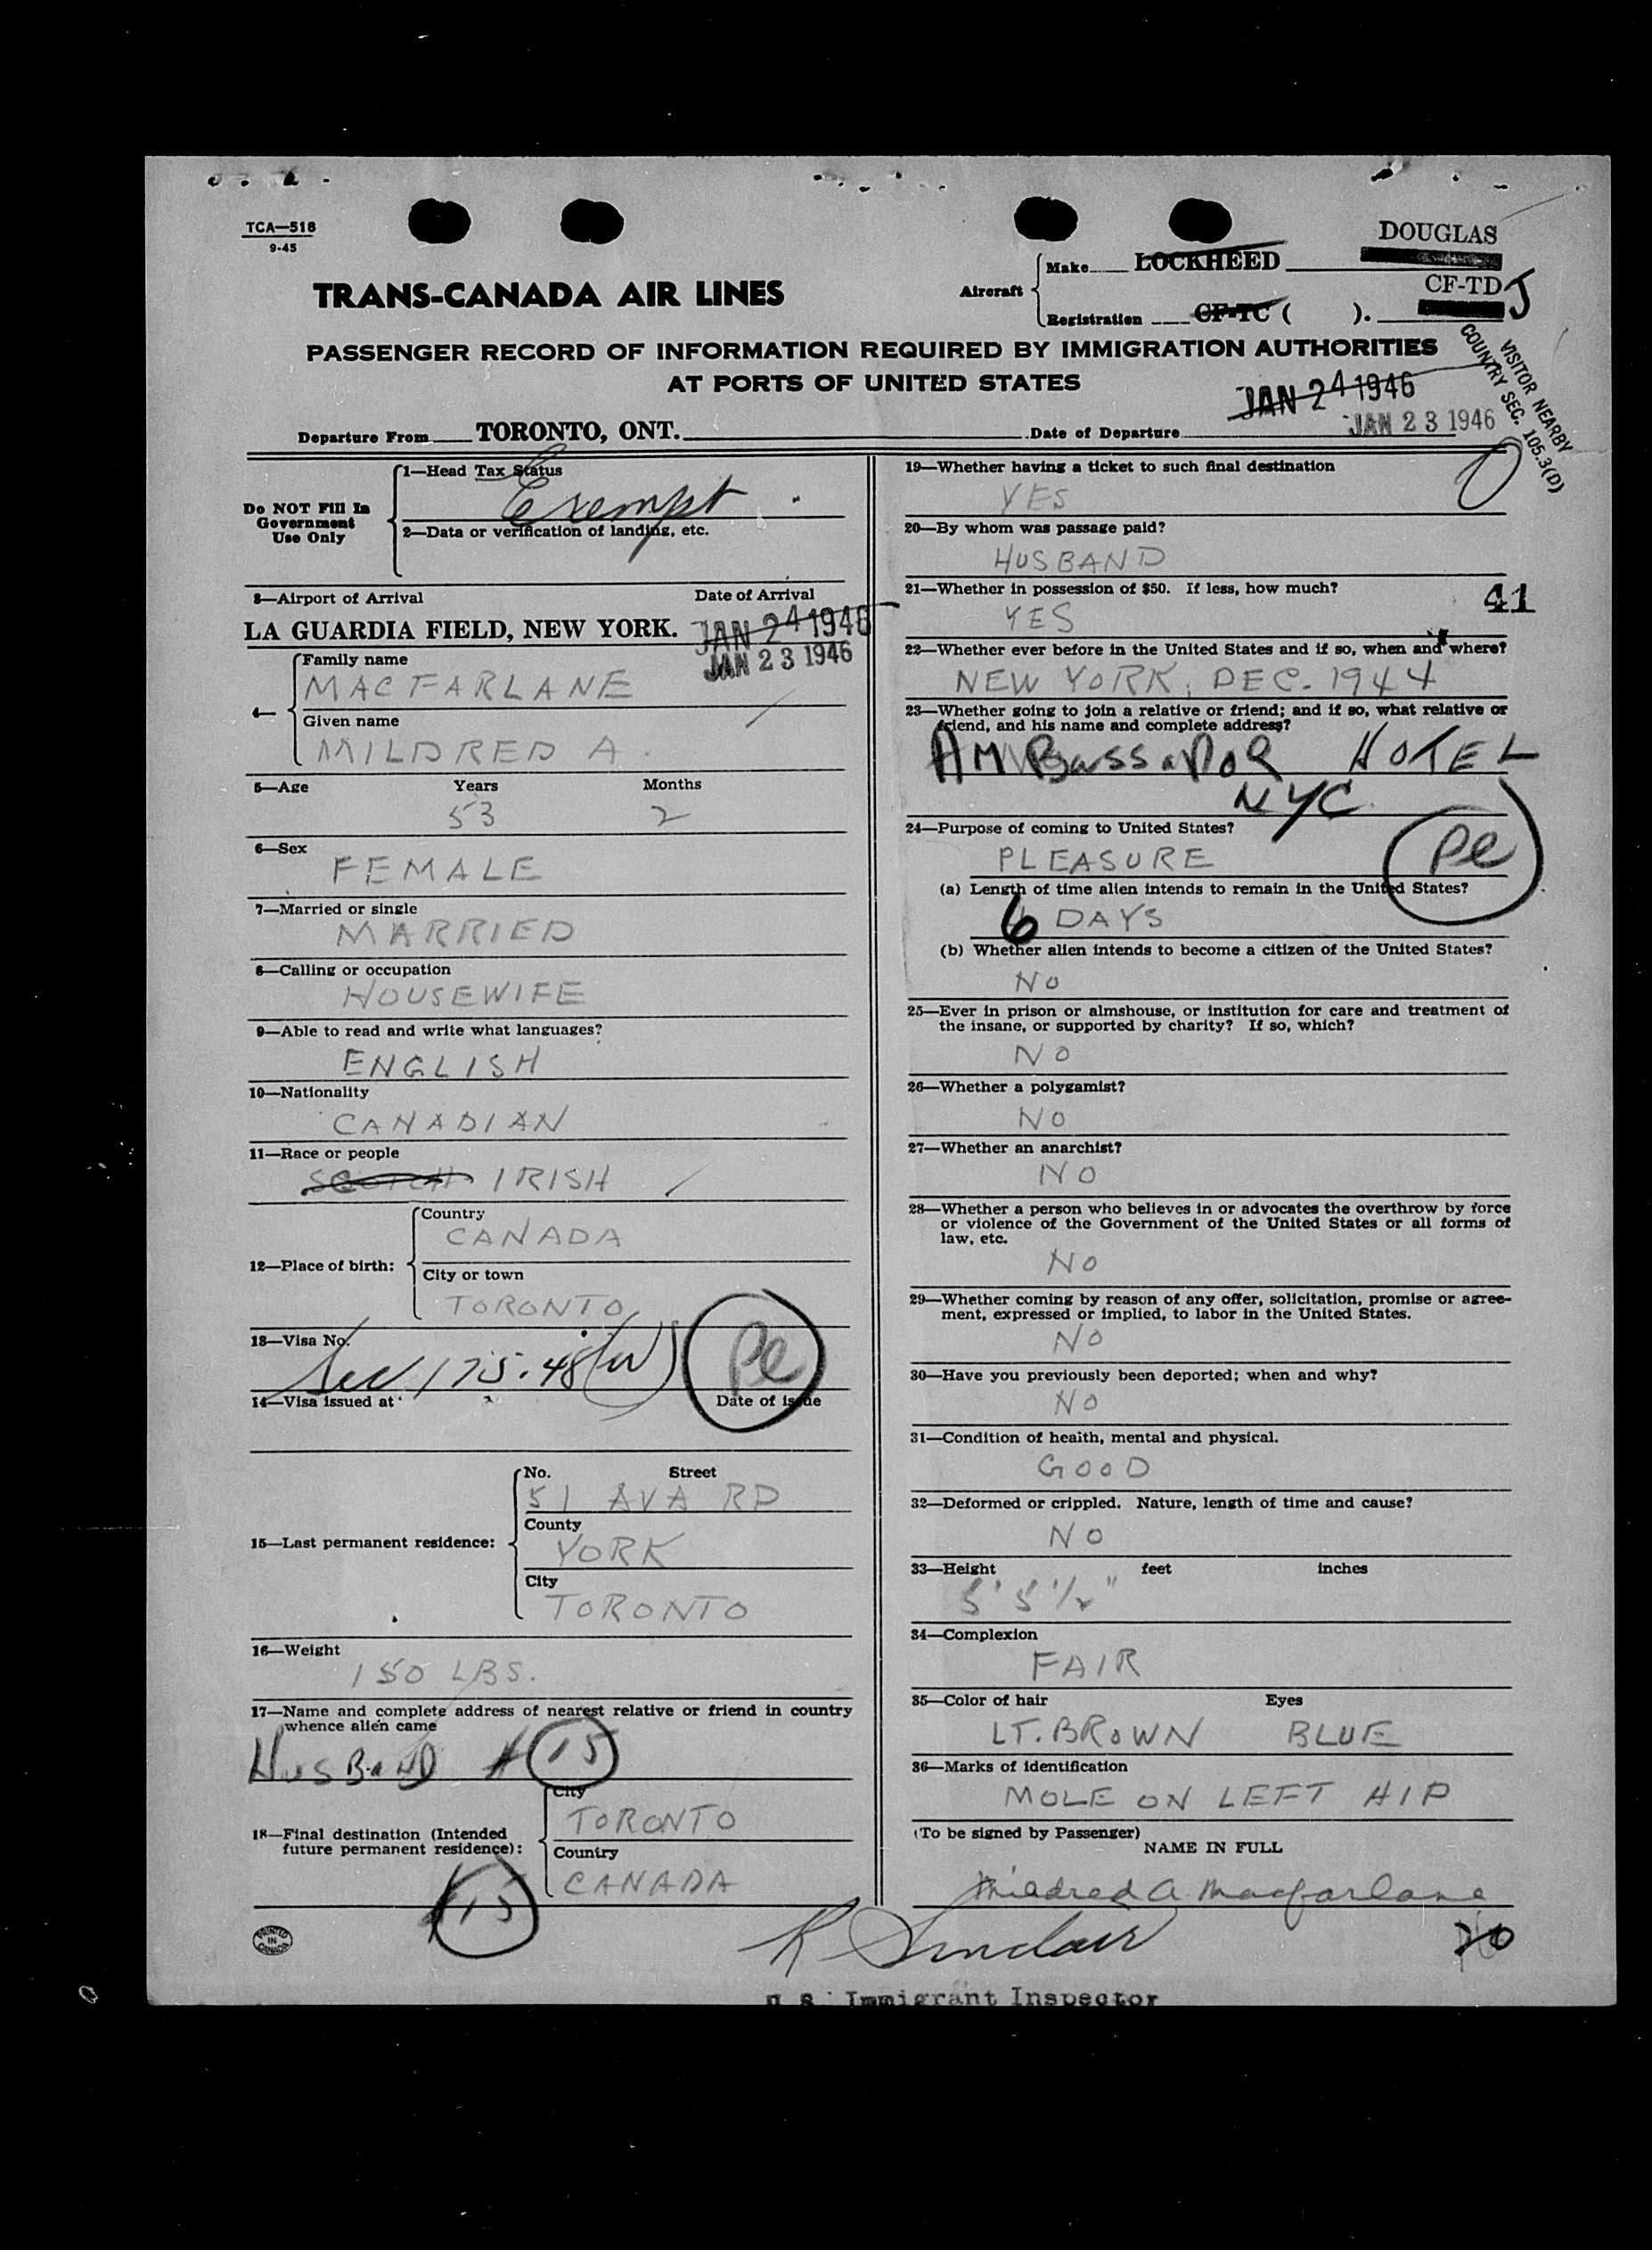 TCA—518
9-45
DOUGLAS
Make LOCKHEED
TRANS-CANADA AIR LINES
Aircraft
CF-TD J
Registration CF-TC ( ).
PASSENGER RECORD OF INFORMATION REQUIRED BY IMMIGRATION AUTHORITIES
AT PORTS OF UNITED STATES
VISITOR NEARBY
COUNTRY SEC. 105.3(D)
JAN 24 1946
Departure From TORONTO, ONT. Date of Departure JAN 23 1946
Do NOT Fill In
Government
Use Only
1—Head Tax Status
Exempt
2—Data or verification of landing, etc.
3—Airport of Arrival Date of Arrival
LA GUARDIA FIELD, NEW YORK. JAN 24 1946
JAN 23 1946
4— Family name
MACFARLANE
Given name
MILDRED A.
5—Age Years Months
53 2
6—Sex
FEMALE
7—Married or single
MARRIED
8—Calling or occupation
HOUSEWIFE
9—Able to read and write what languages?
ENGLISH
10—Nationality
CANADIAN
11—Race or people
SCOTCH IRISH
12—Place of birth:
Country
CANADA
City or town
TORONTO
13—Visa No.
Sec 175.48(W) Pe
14—Visa issued at Date of issue
15—Last permanent residence:
No. Street
51 AVA RD
County
YORK
City
TORONTO
16—Weight
150 LBS.
17—Name and complete address of nearest relative or friend in country
whence alien came
HUSBAND # 15
18—Final destination (Intended
future permanent residence):
City
TORONTO
Country
CANADA
#15
PRINTED
IN
CANADA
19—Whether having a ticket to such final destination
YES
20—By whom was passage paid?
HUSBAND
21—Whether in possession of $50. If less, how much?
YES
41
22—Whether ever before in the United States and if so, when and where?
NEW YORK, DEC. 1944
23—Whether going to join a relative or friend; and if so, what relative or
friend, and his name and complete address?
AMBassaDOR HOTEL
NYC
24—Purpose of coming to United States?
PLEASURE Pe
(a) Length of time alien intends to remain in the United States?
6 DAYS
(b) Whether alien intends to become a citizen of the United States?
NO
25—Ever in prison or almshouse, or institution for care and treatment of
the insane, or supported by charity? If so, which?
NO
26—Whether a polygamist?
NO
27—Whether an anarchist?
NO
28—Whether a person who believes in or advocates the overthrow by force
or violence of the Government of the United States or all forms of
law, etc.
NO
29—Whether coming by reason of any offer, solicitation, promise or agree-
ment, expressed or implied, to labor in the United States.
NO
30—Have you previously been deported; when and why?
NO
31—Condition of health, mental and physical.
GOOD
32—Deformed or crippled. Nature, length of time and cause?
NO
33—Height feet inches
5' 5 1/2"
34—Complexion
FAIR
35—Color of hair Eyes
LT. BROWN BLUE
36—Marks of identification
MOLE ON LEFT HIP
(To be signed by Passenger)
NAME IN FULL
Mildred A. Macfarlane
R Sinclair
20
U. S. Immigrant Inspector